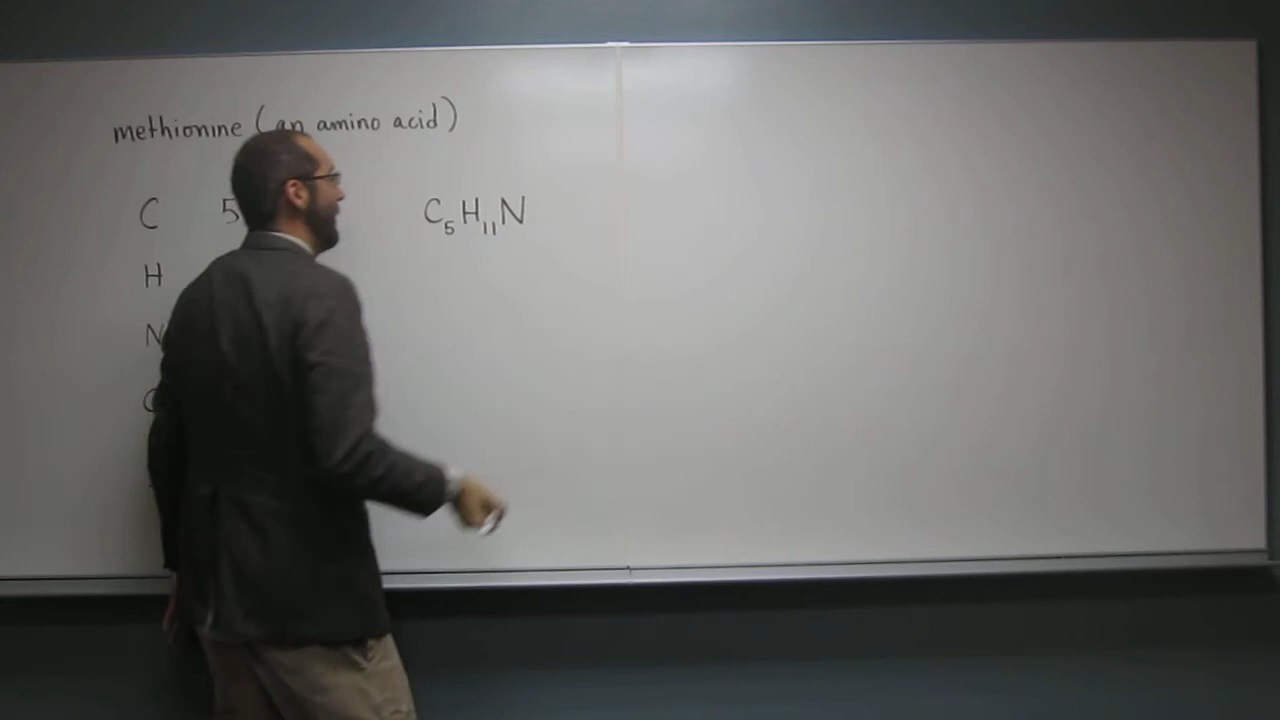 methionine (an amino acid)
C 5 C₅H₁₁N
H
N